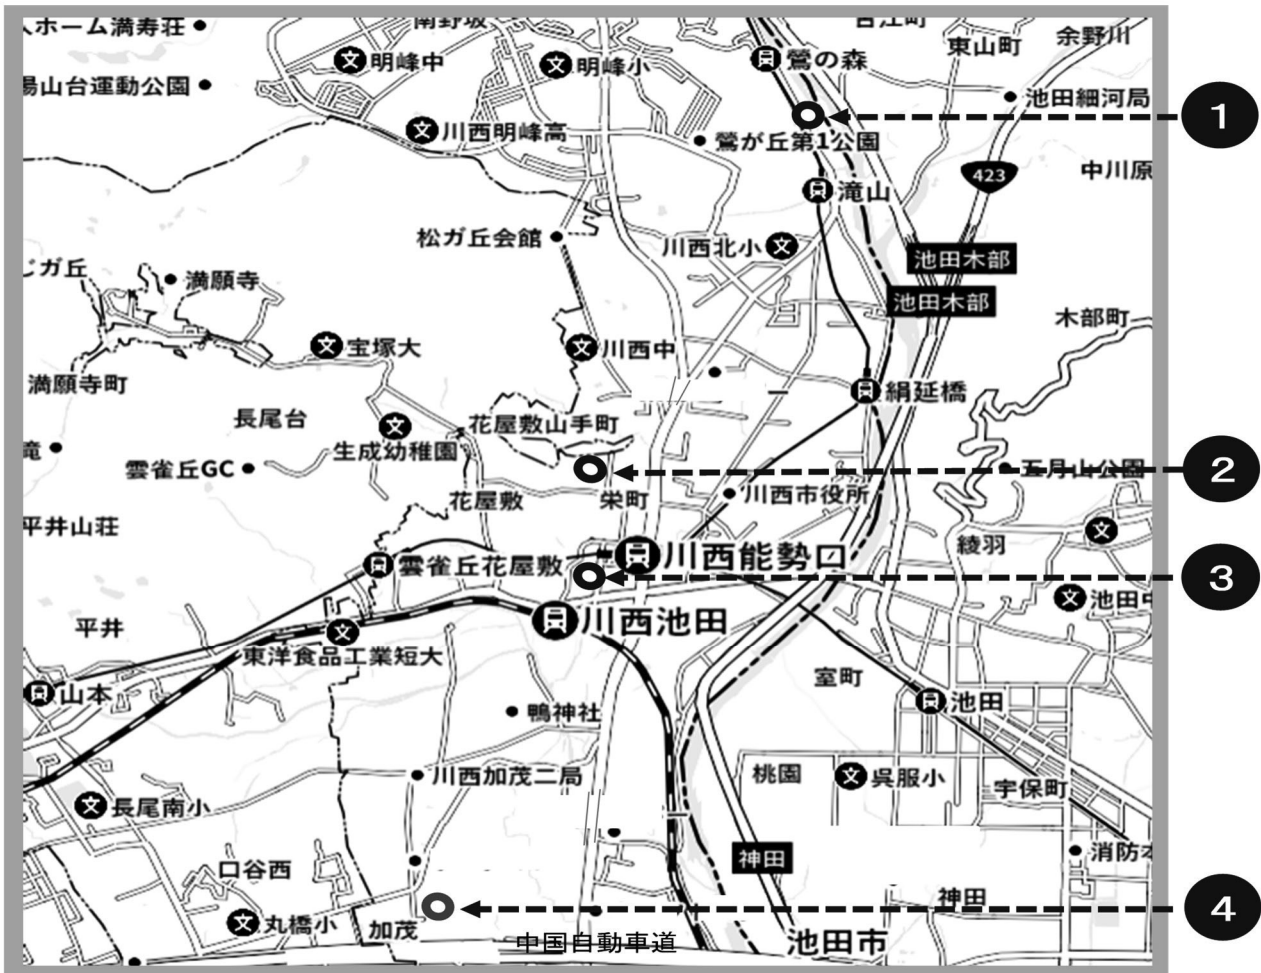 人ホーム満寿荘
南野坂
明峰中
明峰小
鶯の森
東山町
余野川
湯山台運動公園
池田細河局
1
川西明峰高
鶯が丘第1公園
423
中川原
滝山
松ガ丘会館
川西北小
池田木部
じガ丘
満願寺
池田木部
木部町
宝塚大
川西中
満願寺町
絹延橋
長尾台
花屋敷山手町
滝
生成幼稚園
雲雀丘GC
五月山公園
2
花屋敷
栄町
川西市役所
平井山荘
綾羽
雲雀丘花屋敷
川西能勢口
3
池田中
川西池田
平井
東洋食品工業短大
室町
山本
池田
鴨神社
川西加茂二局
桃園
呉服小
宇保町
長尾南小
神田
消防本
口谷西
神田
4
丸橋小
加茂
中国自動車道
池田市